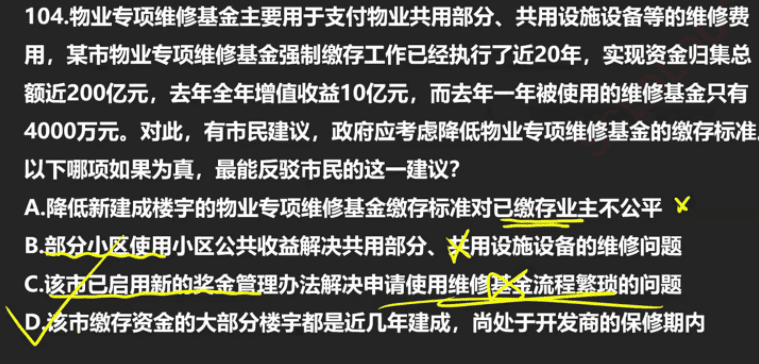 104.物业专项维修基金主要用于支付物业共用部分、共用设施设备等的维修费
用，某市物业专项维修基金强制缴存工作已经执行了近20年，实现资金归集总
额近200亿元，去年全年增值收益10亿元，而去年一年被使用的维修基金只有
4000万元。对此，有市民建议，政府应考虑降低物业专项维修基金的缴存标准。
以下哪项如果为真，最能反驳市民的这一建议？
A.降低新建成楼宇的物业专项维修基金缴存标准对已缴存业主不公平
B.部分小区使用小区公共收益解决共用部分、共用设施设备的维修问题
C.该市已启用新的奖金管理办法解决申请使用维修基金流程繁琐的问题
D.该市缴存资金的大部分楼宇都是近几年建成，尚处于开发商的保修期内